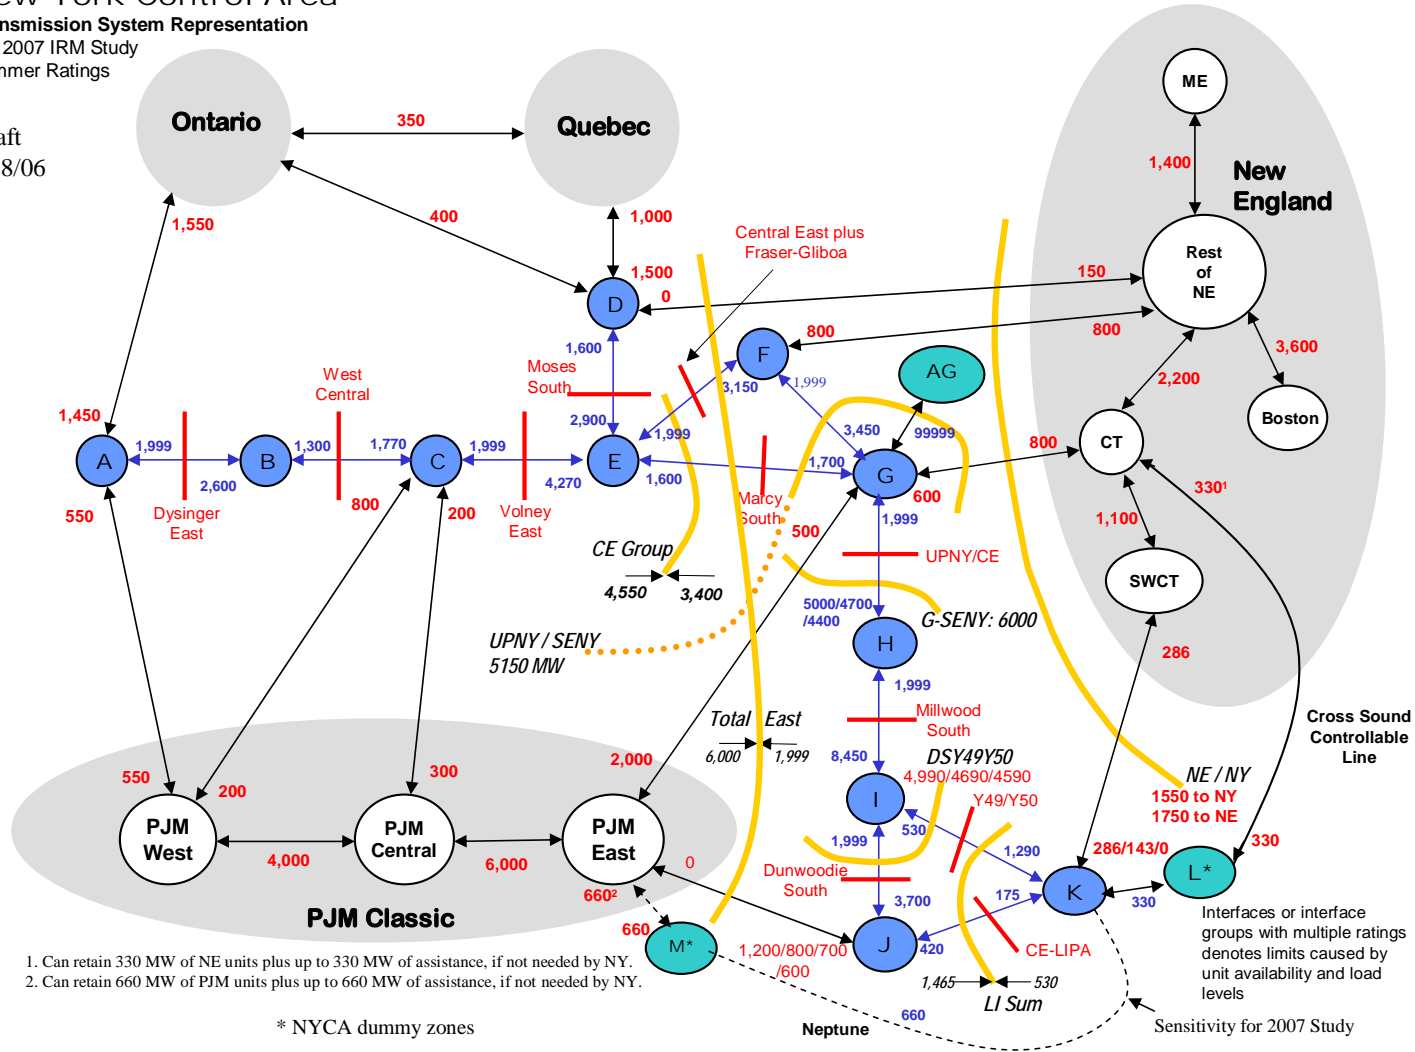 New York Control Area
Transmission System Representation
2007 IRM Study
Summer Ratings
8/06
Ontario
350
Quebec
1,550
400
1,000
1,500
0
D
Central East plus
Fraser-Gliboa
ME
1,400
New
England
Rest
of
NE
150
800
800
F
3,600
2,200
Boston
1,600
Moses
South
2,900
3,150
1,999
AG
West
Central
1,450
A
1,999
2,600
B
1,300
1,770
C
1,999
4,270
E
1,999
1,600
3,450
99999
1,700
G
600
800
CT
330¹
1,100
SWCT
550
Dysinger
East
800
200
Volney
East
Marcy
South
500
1,999
UPNY/CE
CE Group
4,550
3,400
5000/4700
/4400
G-SENY: 6000
H
UPNY / SENY
5150 MW
286
1,999
Total East
6,000
1,999
Millwood
South
8,450
DSY49Y50
4,990/4690/4590
Y49/Y50
Cross Sound
Controllable
Line
NE / NY
1550 to NY
1750 to NE
550
200
300
2,000
PJM
West
4,000
PJM
Central
6,000
PJM
East
I
530
1,999
1,290
286/143/0
330
L*
Dunwoodie
South
0
660²
660
M*
PJM Classic
3,700
J
420
175
K
330
CE-LIPA
1,200/800/700
/600
1,465
530
LI Sum
Interfaces or interface
groups with multiple ratings
denotes limits caused by
unit availability and load
levels
1. Can retain 330 MW of NE units plus up to 330 MW of assistance, if not needed by NY.
2. Can retain 660 MW of PJM units plus up to 660 MW of assistance, if not needed by NY.
* NYCA dummy zones
Neptune
660
Sensitivity for 2007 Study